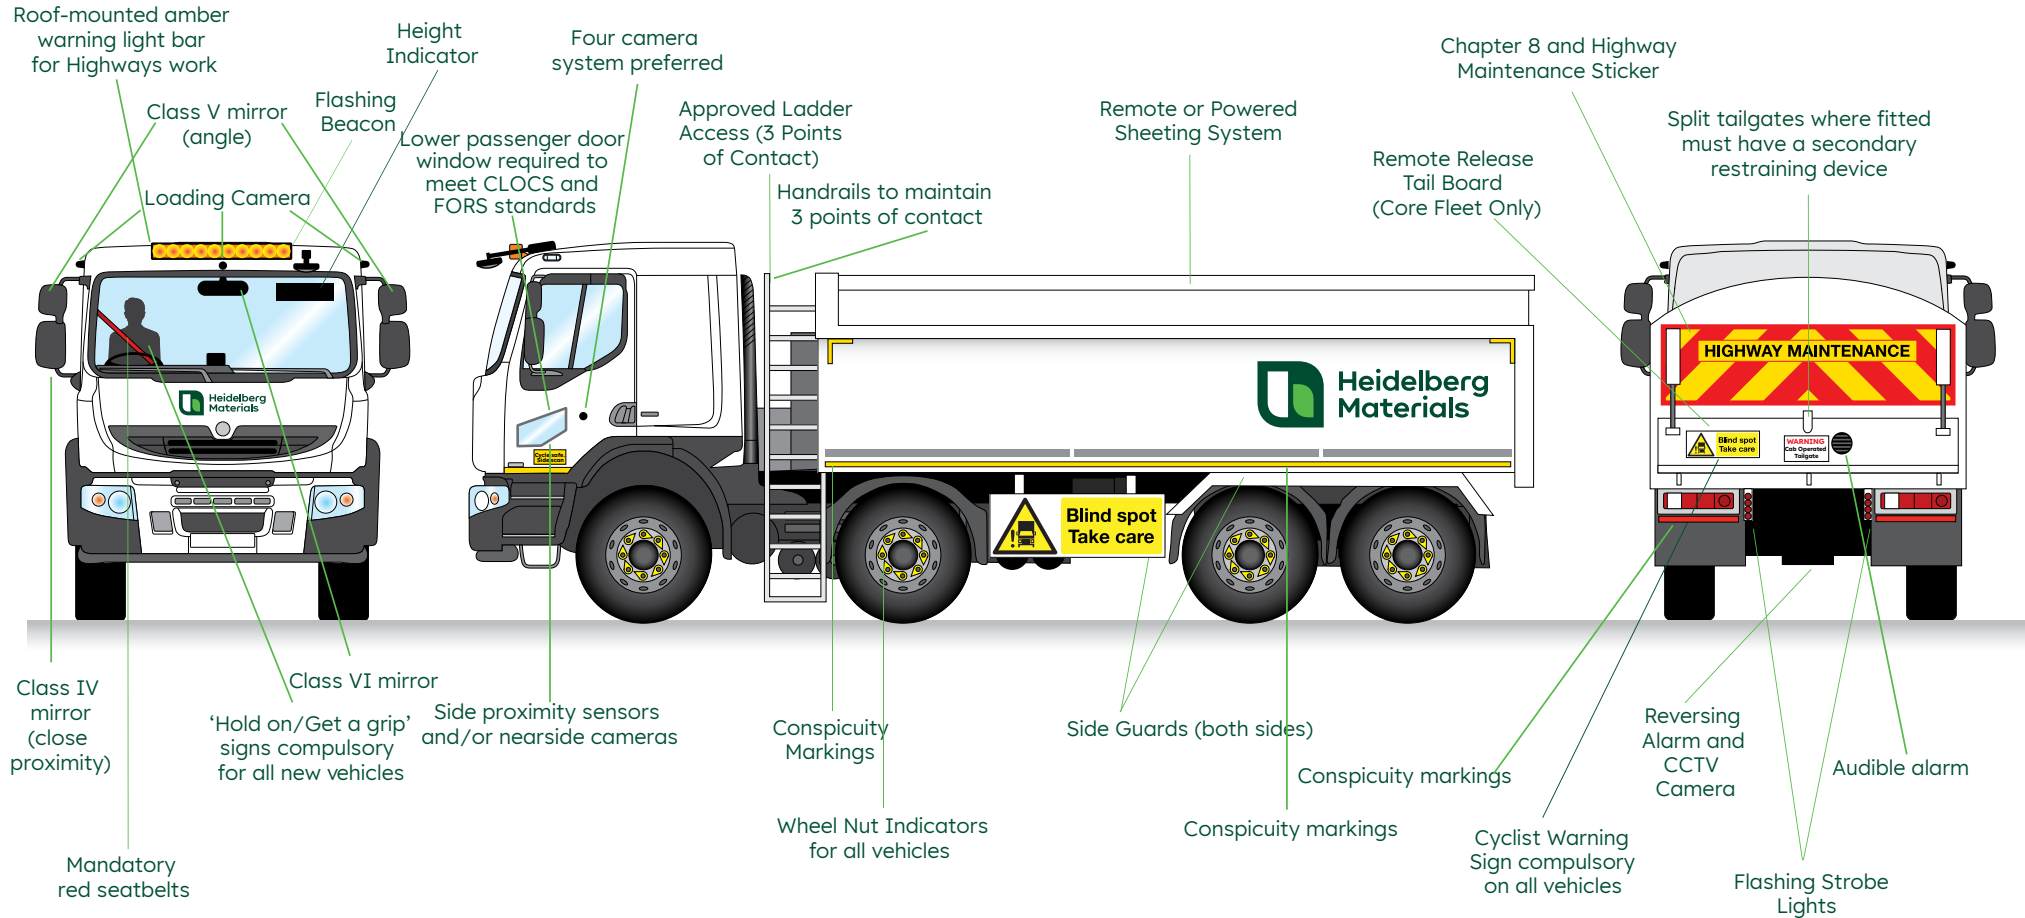 Roof-mounted amber
warning light bar
for Highways work
Height
Indicator
Four camera
system preferred
Chapter 8 and Highway
Maintenance Sticker
Class V mirror
(angle)
Flashing
Beacon
Lower passenger door
window required to
meet CLOCS and
FORS standards
Approved Ladder
Access (3 Points
of Contact)
Remote or Powered
Sheeting System
Split tailgates where fitted
must have a secondary
restraining device
Remote Release
Tail Board
(Core Fleet Only)
Loading Camera
Handrails to maintain
3 points of contact
HIGHWAY MAINTENANCE
Heidelberg
Materials
Heidelberg
Materials
Cycle safe.
Sidescan
Blind spot
Take care
WARNING
Cab Operated
Tailgate
Blind spot
Take care
Class IV
mirror
(close
proximity)
Class VI mirror
'Hold on/Get a grip'
signs compulsory
for all new vehicles
Side proximity sensors
and/or nearside cameras
Conspicuity
Markings
Side Guards (both sides)
Conspicuity markings
Reversing
Alarm and
CCTV
Camera
Audible alarm
Mandatory
red seatbelts
Wheel Nut Indicators
for all vehicles
Conspicuity markings
Cyclist Warning
Sign compulsory
on all vehicles
Flashing Strobe
Lights